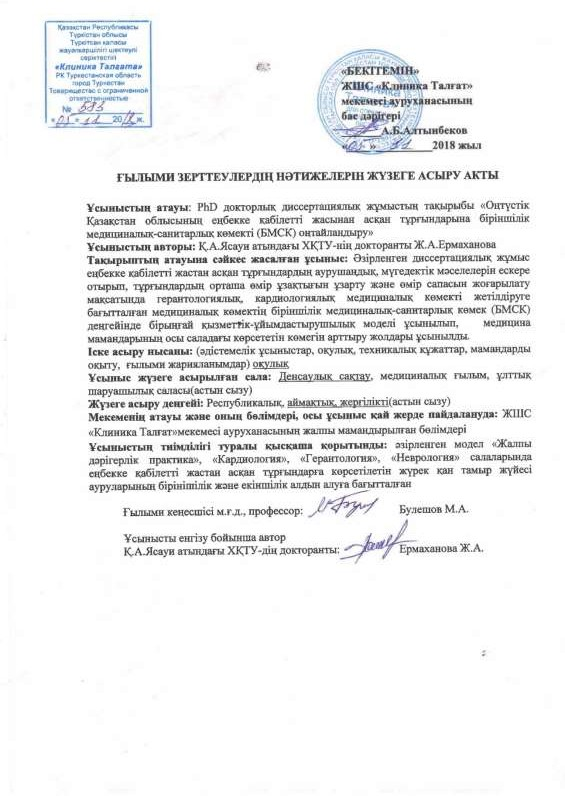 Қазақстан Республикасы
Түркістан облысы
Түркістан қаласы
жауапкершілігі шектеулі
серіктестігі
«Клиника Талгата»
РК Туркестанская область
город Туркестан
Товарищество с ограниченной
ответственностью
№ 583
«05» 11 2018 ж.
«БЕКІТЕМІН»
ЖШС «Клиника Талғат»
мекемесі ауруханасының
бас дәрігері
А.Б.Алтынбеков
«05» 11 2018 жыл
ҒЫЛЫМИ ЗЕРТТЕУЛЕРДІҢ НӘТИЖЕЛЕРІН ЖҮЗЕГЕ АСЫРУ АКТЫ
Ұсыныстың атауы: PhD докторлық диссертациялық жұмыстың тақырыбы «Оңтүстік
Қазақстан облысының еңбекке қабілетті жасынан асқан тұрғындарына біріншілік
медициналық-санитарлық көмекті (БМСК) оңтайландыру»
Ұсыныстың авторы: Қ.А.Ясауи атындағы ХҚТУ-нің докторанты Ж.А.Ермаханова
Тақырыптың атауына сәйкес жасалған ұсыныс: Әзірленген диссертациялық жұмыс
еңбекке қабілетті жастан асқан тұрғындардың аурушаңдық, мүгедектік мәселелерін ескере
отырып, тұрғындардың орташа өмір ұзақтығын ұзарту және өмір сапасын жоғарылату
мақсатында геронтологиялық, кардиологиялық медициналық көмекті жетілдіруге
бағытталған медициналық көмектің біріншілік медициналық-санитарлық көмек (БМСК)
деңгейінде бірыңғай қызметтік-ұйымдастырушылық моделі ұсынылып, медицина
мамандарының осы саладағы көрсететін көмегін арттыру жолдары ұсынылды.
Іске асыру нысаны: (әдістемелік ұсыныстар, оқулық, техникалық құжаттар, мамандарды
оқыту, ғылыми жарияланымдар) оқулық
Ұсыныс жүзеге асырылған сала: Денсаулық сақтау, медициналық ғылым, ұлттық
шаруашылық саласы(астын сызу)
Жүзеге асыру деңгейі: Республикалық, аймақтық, жергілікті(астын сызу)
Мекеменің атауы және оның бөлімдері, осы ұсыныс қай жерде пайдалануда: ЖШС
«Клиника Талғат»мекемесі ауруханасының жалпы мамандырылған бөлімдері
Ұсыныстың тиімділігі туралы қысқаша қорытынды: әзірленген модел «Жалпы
дәрігерлік практика», «Кардиология», «Геронтология», «Неврология» салаларында
еңбекке қабілетті жастан асқан тұрғындарға көрсетілетін жүрек қан тамыр жүйесі
ауруларының бірінішілік және екіншілік алдын алуға бағытталған
Ғылыми кеңесшісі м.ғ.д., профессор: Булешов М.А.
Ұсынысты енгізу бойынша автор
Қ.А.Ясауи атындағы ХҚТУ-дің докторанты: Ермаханова Ж.А.